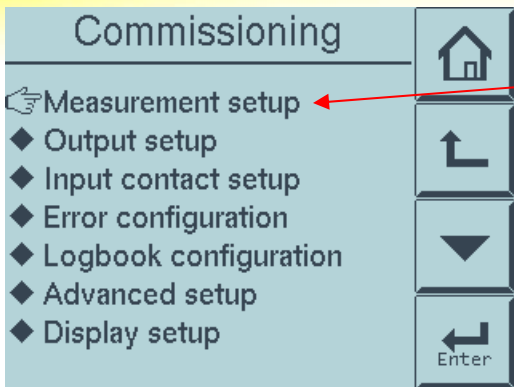 Commissioning
Measurement setup
Output setup
Input contact setup
Error configuration
Logbook configuration
Advanced setup
Display setup
Enter